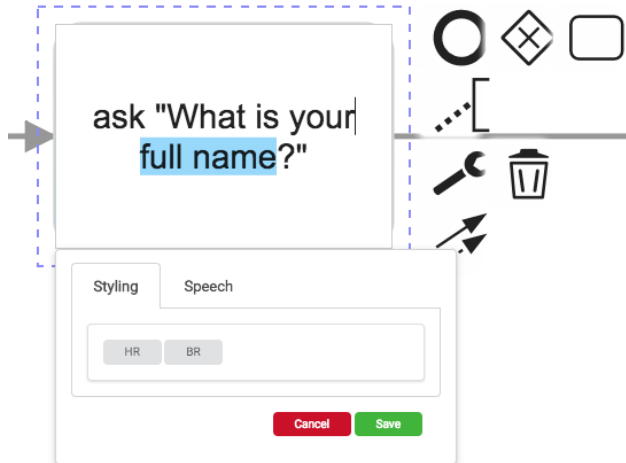 ask "What is your
full name?"
Styling Speech
HR BR
Cancel Save